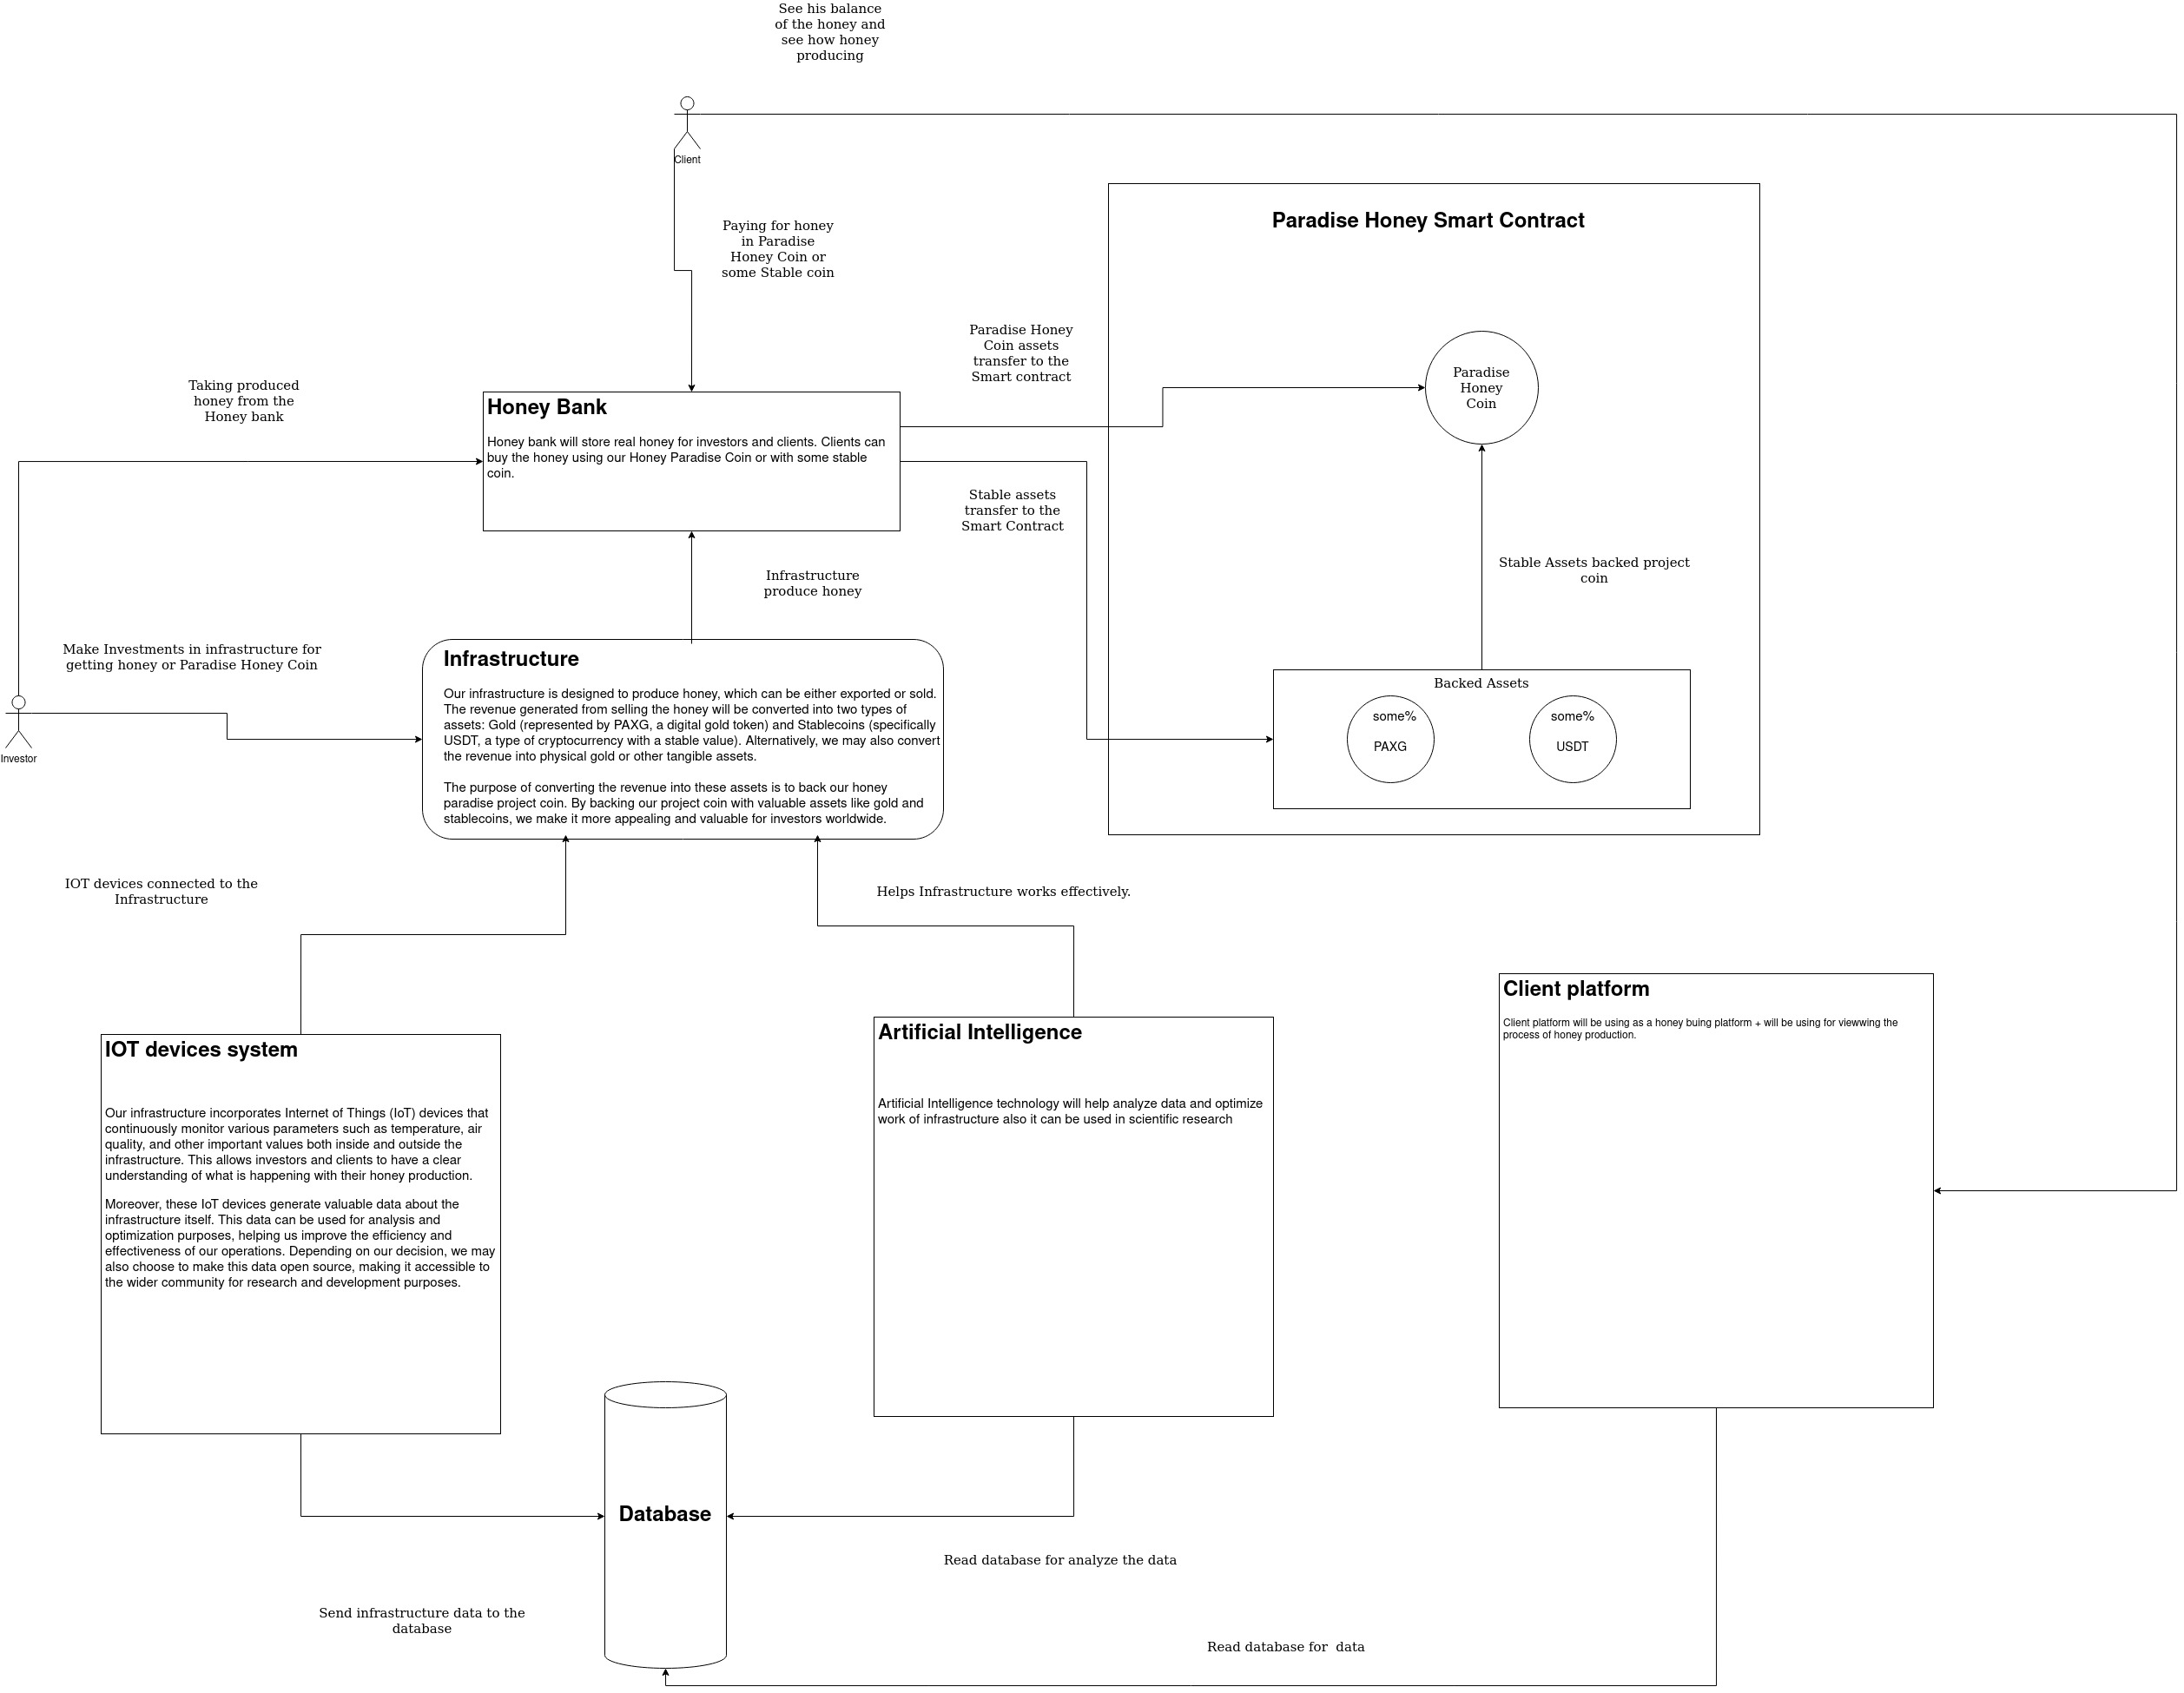 See his balance
of the honey and
see how honey
producing
Client
Paying for honey
in Paradise
Honey Coin or
some Stable coin
Paradise Honey Smart Contract
Paradise Honey
Coin assets
transfer to the
Smart contract
Paradise
Honey
Coin
Taking produced
honey from the
Honey bank
Honey Bank
Honey bank will store real honey for investors and clients. Clients can
buy the honey using our Honey Paradise Coin or with some stable
coin.
Stable assets
transfer to the
Smart Contract
Stable Assets backed project
coin
Infrastructure
produce honey
Make Investments in infrastructure for
getting honey or Paradise Honey Coin
Investor
Infrastructure
Our infrastructure is designed to produce honey, which can be either exported or sold.
The revenue generated from selling the honey will be converted into two types of
assets: Gold (represented by PAXG, a digital gold token) and Stablecoins (specifically
USDT, a type of cryptocurrency with a stable value). Alternatively, we may also convert
the revenue into physical gold or other tangible assets.
The purpose of converting the revenue into these assets is to back our honey
paradise project coin. By backing our project coin with valuable assets like gold and
stablecoins, we make it more appealing and valuable for investors worldwide.
Backed Assets
some%
PAXG
some%
USDT
IOT devices connected to the
Infrastructure
Helps Infrastructure works effectively.
IOT devices system
Our infrastructure incorporates Internet of Things (IoT) devices that
continuously monitor various parameters such as temperature, air
quality, and other important values both inside and outside the
infrastructure. This allows investors and clients to have a clear
understanding of what is happening with their honey production.
Moreover, these IoT devices generate valuable data about the
infrastructure itself. This data can be used for analysis and
optimization purposes, helping us improve the efficiency and
effectiveness of our operations. Depending on our decision, we may
also choose to make this data open source, making it accessible to
the wider community for research and development purposes.
Artificial Intelligence
Artificial Intelligence technology will help analyze data and optimize
work of infrastructure also it can be used in scientific research
Client platform
Client platform will be using as a honey buing platform + will be using for viewwing the
process of honey production.
Database
Read database for analyze the data
Send infrastructure data to the
database
Read database for  data